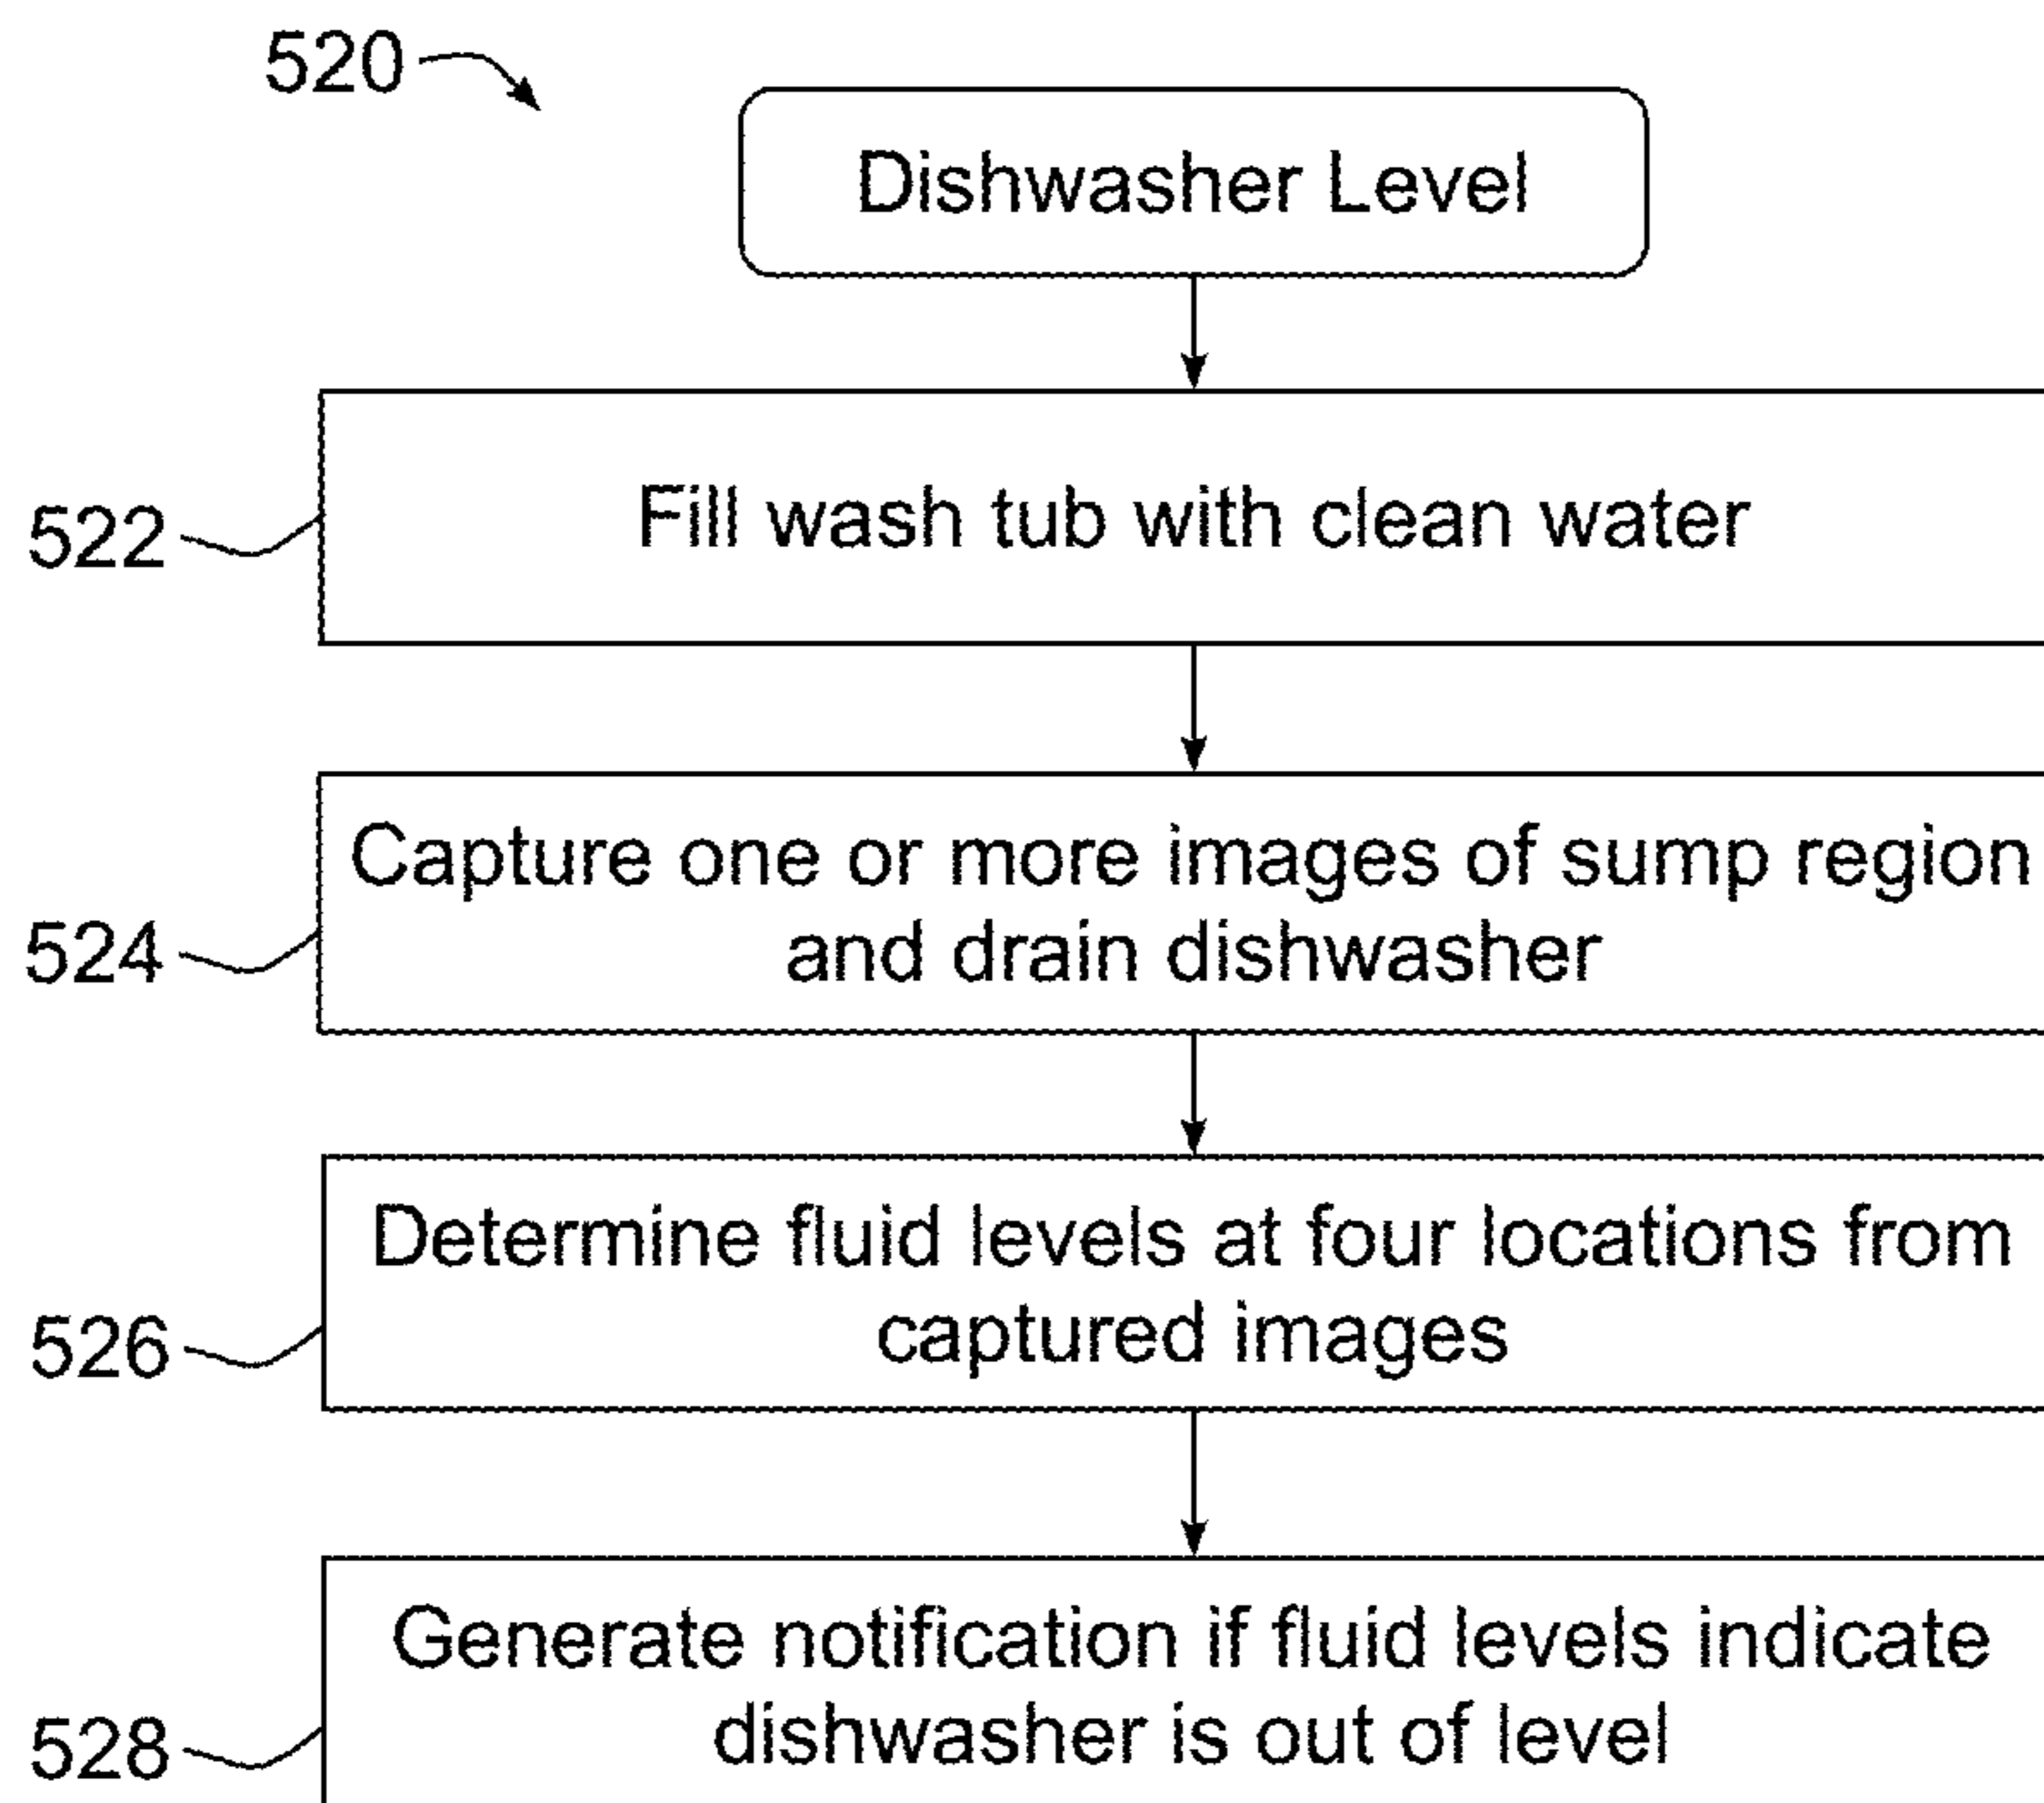 520
Dishwasher Level
522
Fill wash tub with clean water
524
Capture one or more images of sump region
and drain dishwasher
526
Determine fluid levels at four locations from
captured images
528
Generate notification if fluid levels indicate
dishwasher is out of level